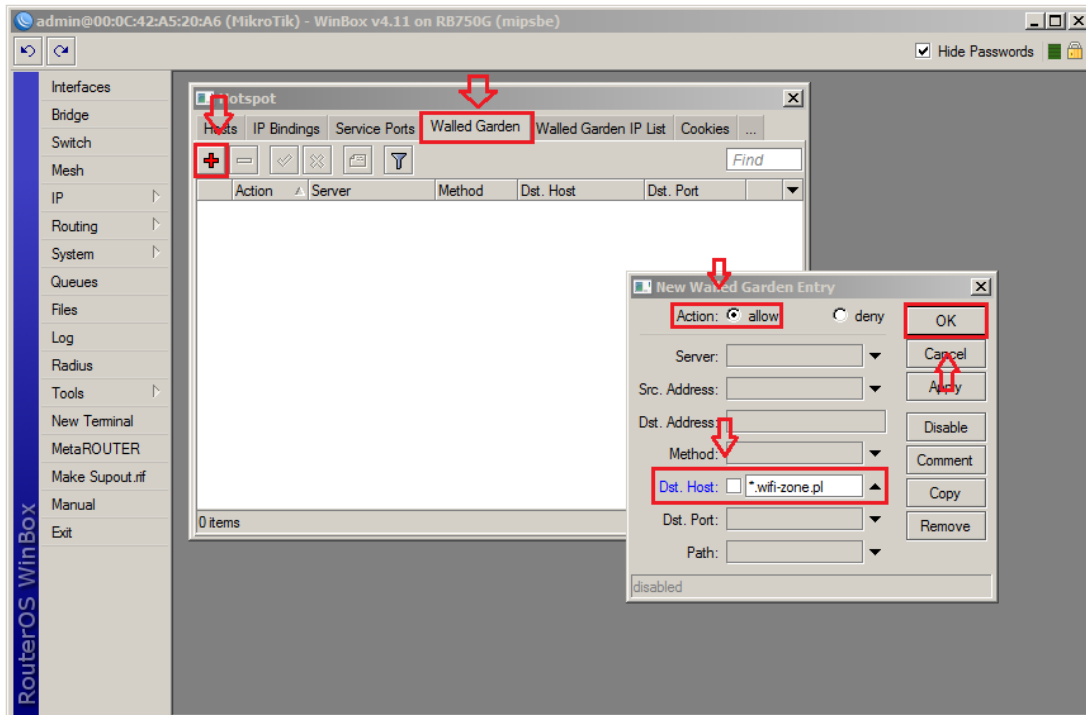 admin@00:0C:42:A5:20:A6 (MikroTik) - WinBox v4.11 on RB750G (mipsbe)
Hide Passwords
Interfaces
Bridge
Switch
Mesh
IP
Routing
System
Queues
Files
Log
Radius
Tools
New Terminal
MetaROUTER
Make Supout.rif
Manual
Exit
RouterOS WinBox
Hotspot
Hosts IP Bindings Service Ports Walled Garden Walled Garden IP List Cookies ...
Find
Action Server Method Dst. Host Dst. Port
0 items
New Walled Garden Entry
Action: allow deny
Server:
Src. Address:
Dst. Address:
Method:
Dst. Host: *.wifi-zone.pl
Dst. Port:
Path:
disabled
OK
Cancel
Apply
Disable
Comment
Copy
Remove